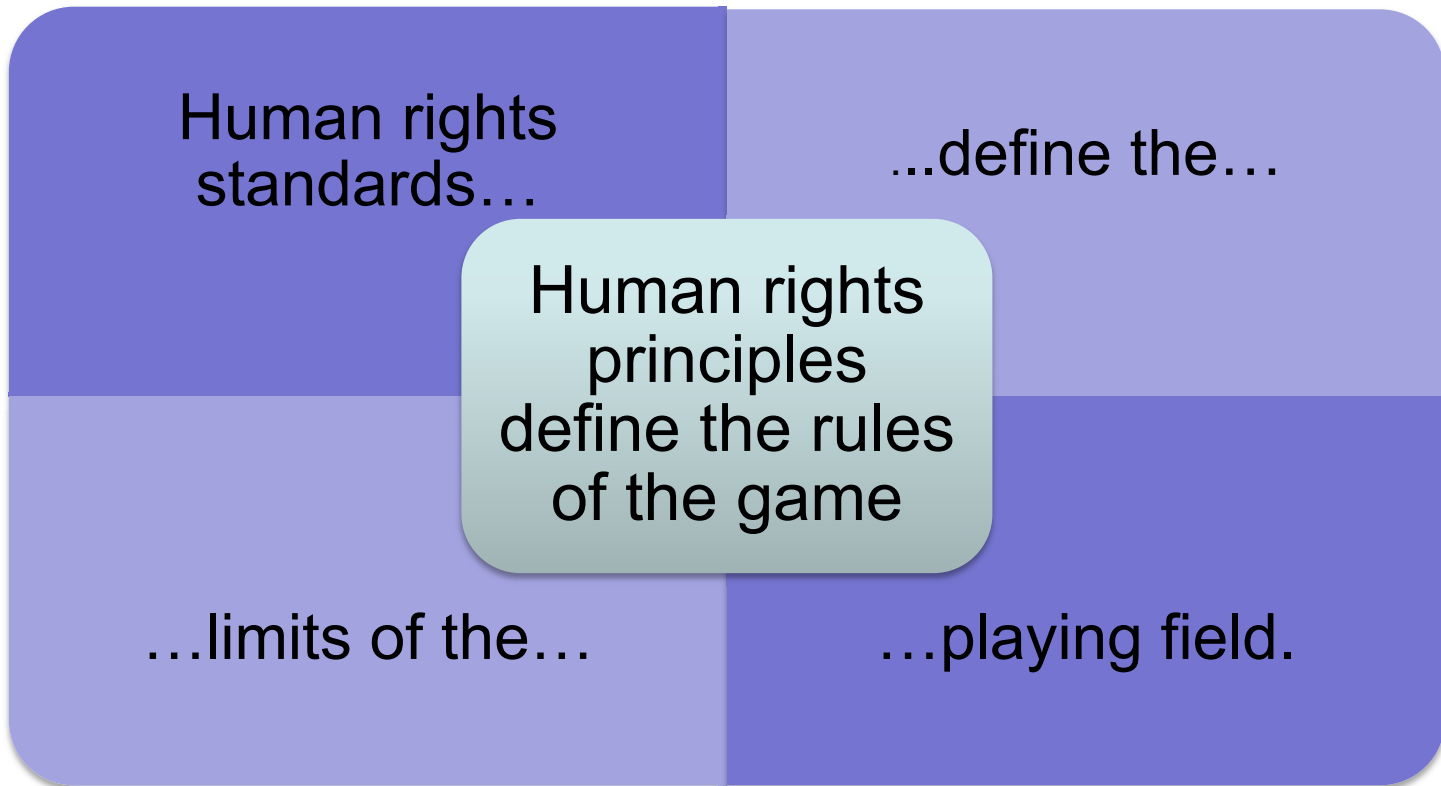 Human rights
standards…
...define the…
Human rights
principles
define the rules
of the game
…limits of the…
…playing field.